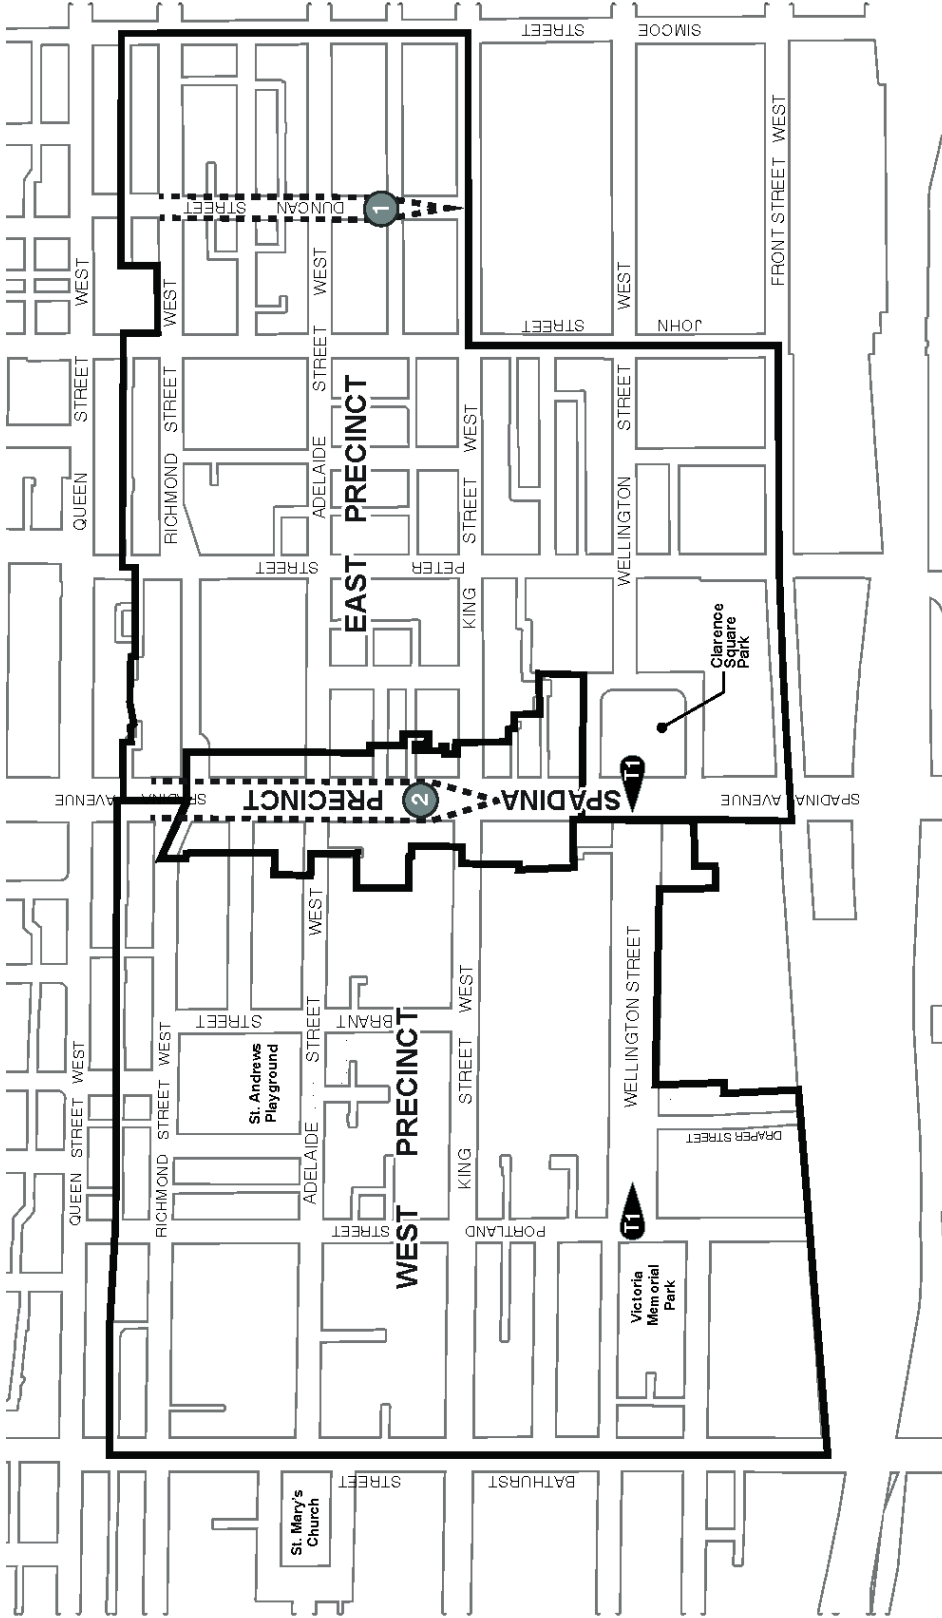 QUEEN STREET WEST
QUEEN STREET WEST
RICHMOND STREET WEST
RICHMOND STREET WEST
ADELAIDE STREET WEST
ADELAIDE STREET WEST
KING STREET WEST
KING STREET WEST
WELLINGTON STREET
WELLINGTON STREET WEST
FRONT STREET WEST
BATHURST STREET
PORTLAND STREET
BRANT STREET
DRAPER STREET
SPADINA AVENUE
SPADINA AVENUE
SPADINA
PETER STREET
JOHN STREET
DUNCAN STREET
SIMCOE STREET
WEST PRECINCT
SPADINA PRECINCT
EAST PRECINCT
St. Mary's
Church
St. Andrews
Playground
Victoria
Memorial
Park
Clarence
Square
Park
1
2
T1
T1